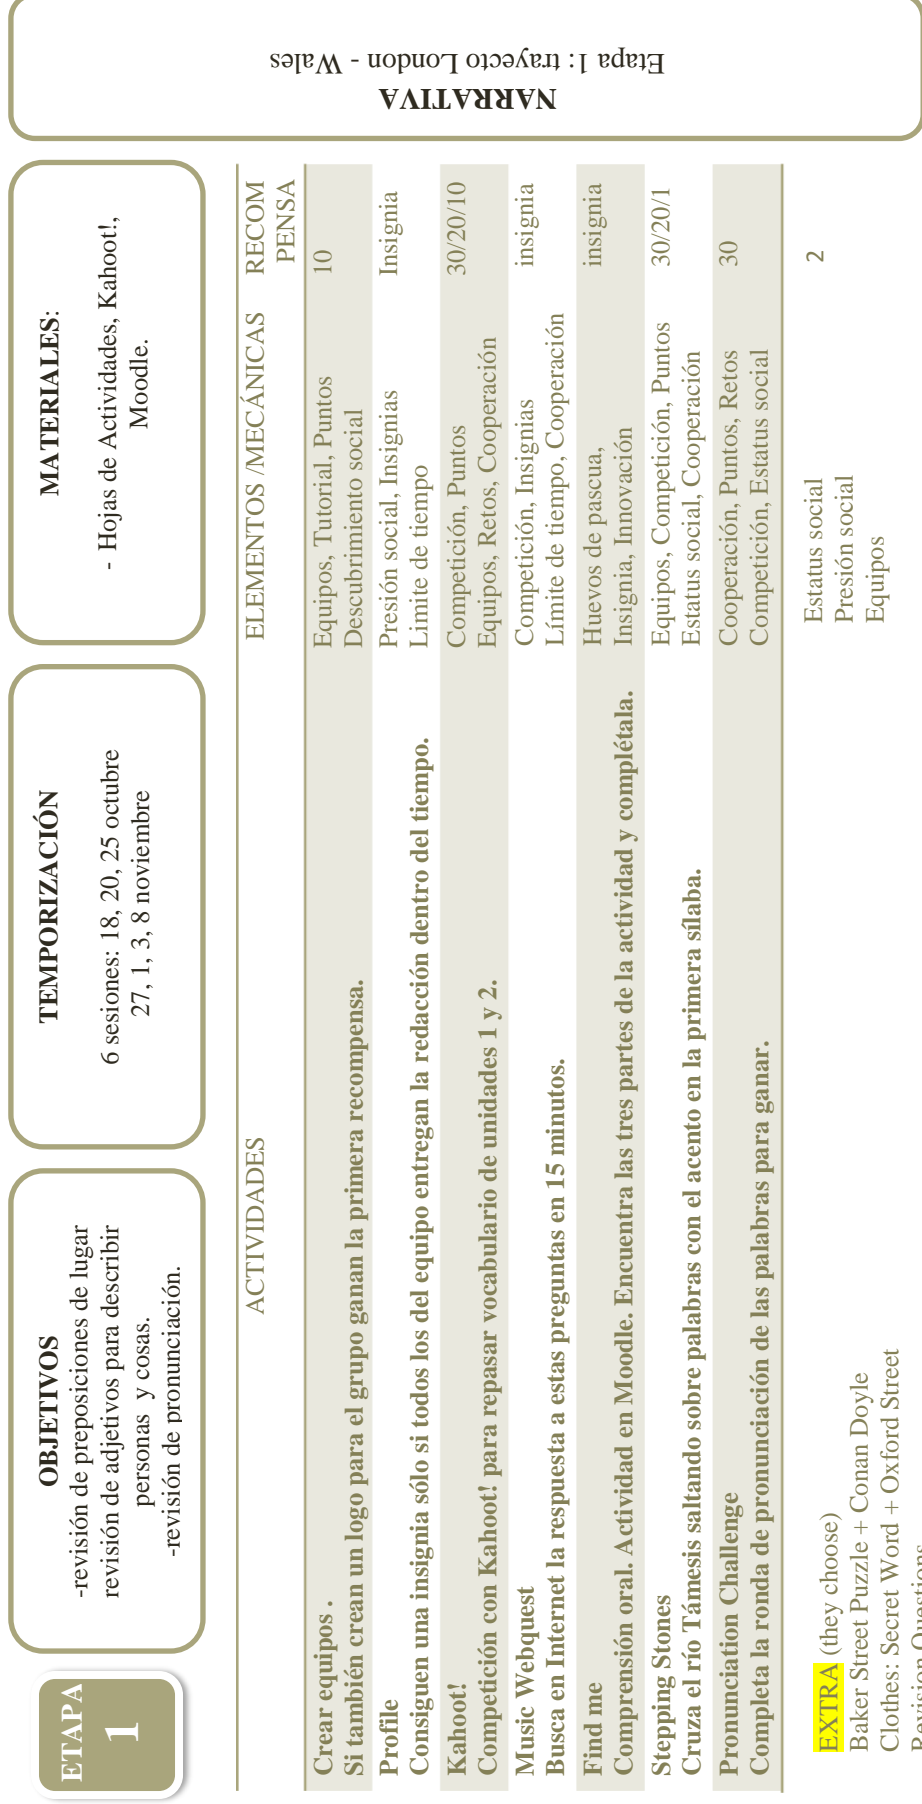 ETAPA
1
OBJETIVOS
-revisión de preposiciones de lugar
revisión de adjetivos para describir
personas y cosas.
-revisión de pronunciación.
TEMPORIZACIÓN
6 sesiones: 18, 20, 25 octubre
27, 1, 3, 8 noviembre
MATERIALES:
- Hojas de Actividades, Kahoot!,
Moodle.
NARRATIVA
Etapa 1: trayecto London - Wales
ACTIVIDADES ELEMENTOS /MECÁNICAS RECOM
PENSA
Crear equipos . Equipos, Tutorial, Puntos 10
Si también crean un logo para el grupo ganan la primera recompensa. Descubrimiento social
Profile Presión social, Insignias Insignia
Consiguen una insignia sólo si todos los del equipo entregan la redacción dentro del tiempo. Limite de tiempo
Kahoot! Competición, Puntos 30/20/10
Competición con Kahoot! para repasar vocabulario de unidades 1 y 2. Equipos, Retos, Cooperación
Music Webquest Competición, Insignias insignia
Busca en Internet la respuesta a estas preguntas en 15 minutos. Límite de tiempo, Cooperación
Find me Huevos de pascua, insignia
Comprensión oral. Actividad en Moodle. Encuentra las tres partes de la actividad y complétala. Insignia, Innovación
Stepping Stones Equipos, Competición, Puntos 30/20/1
Cruza el río Támesis saltando sobre palabras con el acento en la primera sílaba. Estatus social, Cooperación
Pronunciation Challenge Cooperación, Puntos, Retos 30
Completa la ronda de pronunciación de las palabras para ganar. Competición, Estatus social
EXTRA (they choose) Estatus social 2
Baker Street Puzzle + Conan Doyle Presión social
Clothes: Secret Word + Oxford Street Equipos
Revision Questions